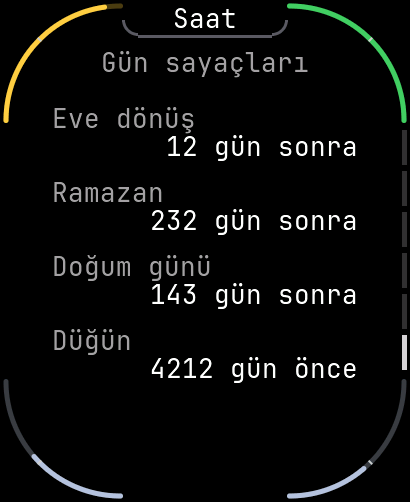 Saat
Gün sayaçları
Eve dönüş
12 gün sonra
Ramazan
232 gün sonra
Doğum günü
143 gün sonra
Düğün
4212 gün önce